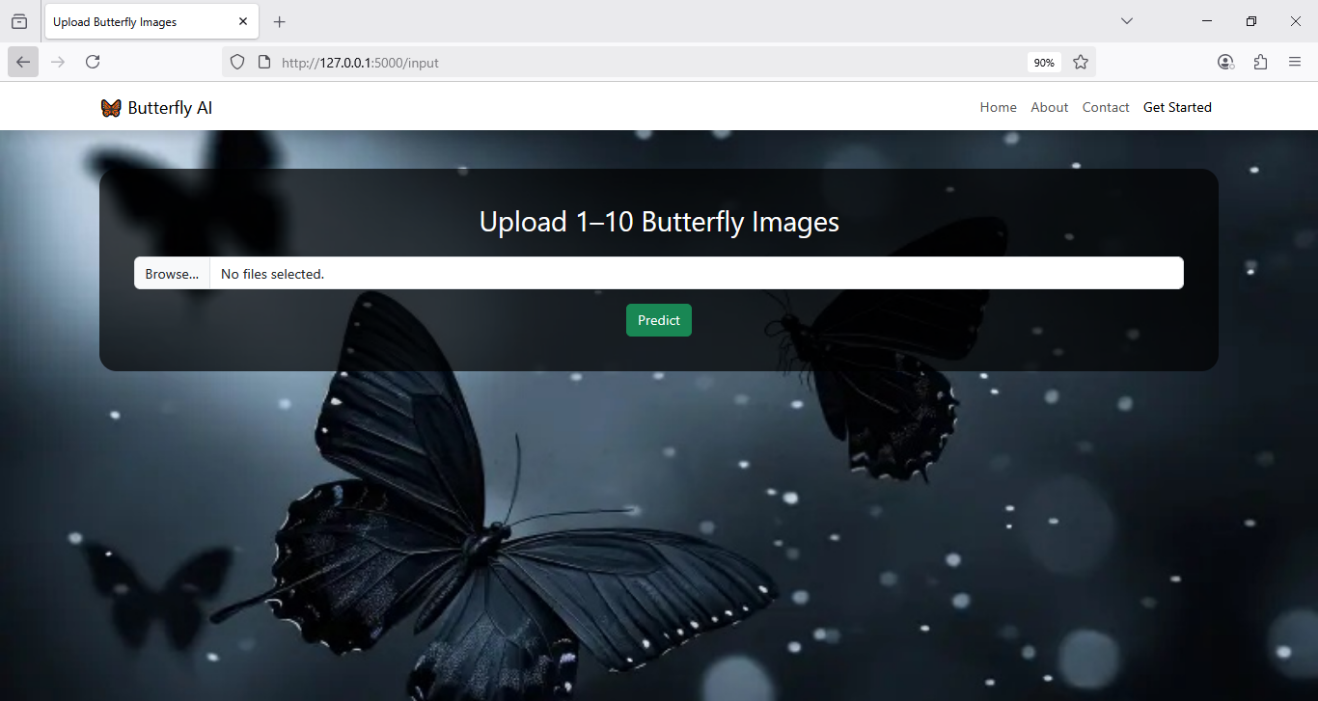 Upload Butterfly Images
http://127.0.0.1:5000/input
90%
Butterfly AI
Home About Contact Get Started
Upload 1–10 Butterfly Images
Browse... No files selected.
Predict